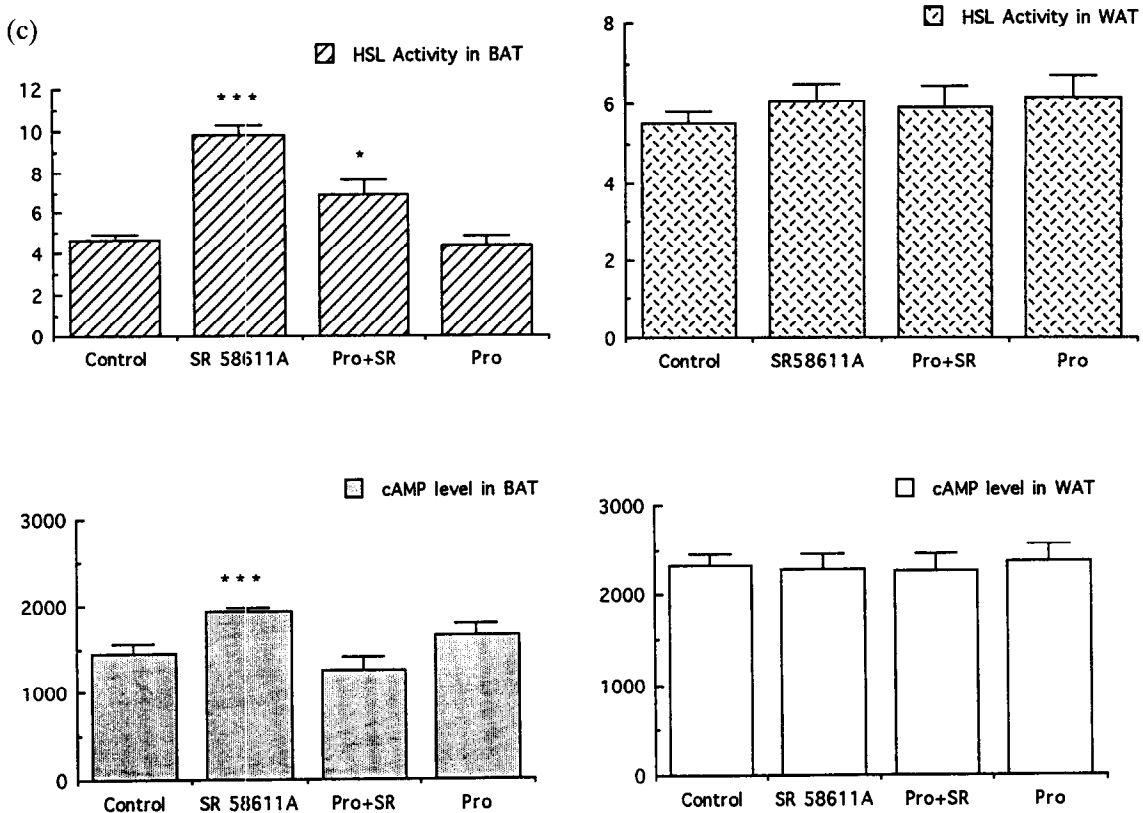 (c)
HSL Activity in BAT
12
10
8
6
4
2
0
***
*
Control SR 58611A Pro+SR Pro
HSL Activity in WAT
8
6
4
2
0
Control SR58611A Pro+SR Pro
cAMP level in BAT
3000
2000
1000
0
***
Control SR 58611A Pro+SR Pro
cAMP level in WAT
3000
2000
1000
0
Control SR 58611A Pro+SR Pro